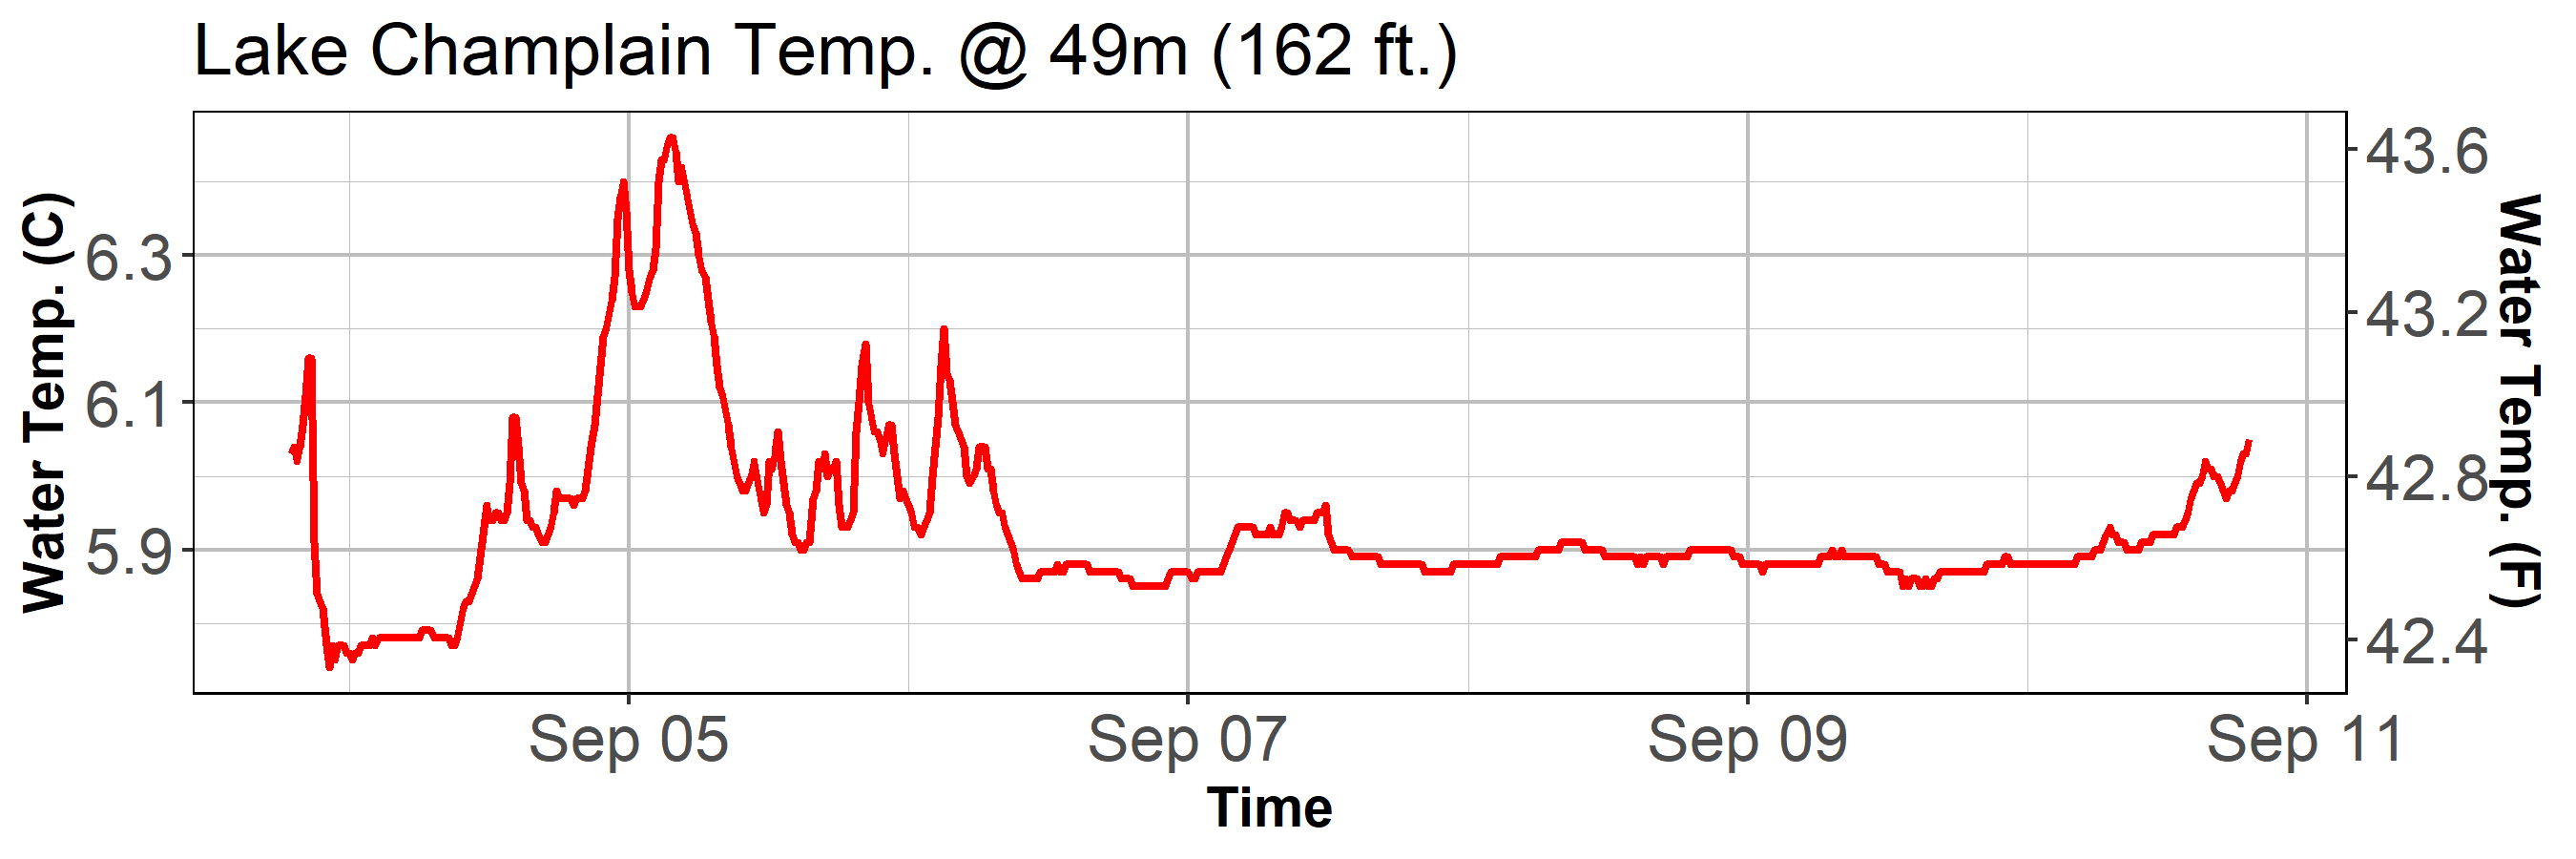 Lake Champlain Temp. @ 49m (162 ft.)
Water Temp. (C)
6.3
6.1
5.9
43.6
43.2
42.8
42.4
Water Temp. (F)
Sep 05 Sep 07 Sep 09 Sep 11
Time